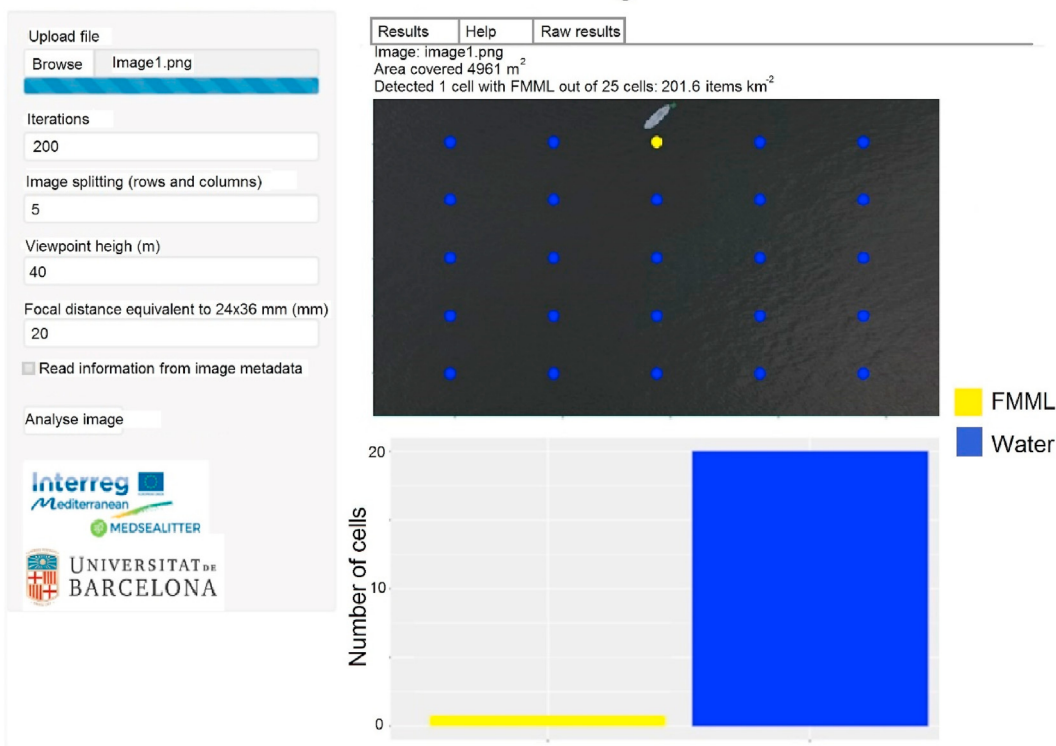 Upload file
Browse Image1.png
Iterations
200
Image splitting (rows and columns)
5
Viewpoint heigh (m)
40
Focal distance equivalent to 24x36 mm (mm)
20
Read information from image metadata
Analyse image
Interreg
Mediterranean
MEDSEALITTER
UNIVERSITAT DE
BARCELONA
Results Help Raw results
Image: image1.png
Area covered 4961 m²
Detected 1 cell with FMML out of 25 cells: 201.6 items km⁻²
FMML
Water
Number of cells
20
10
0